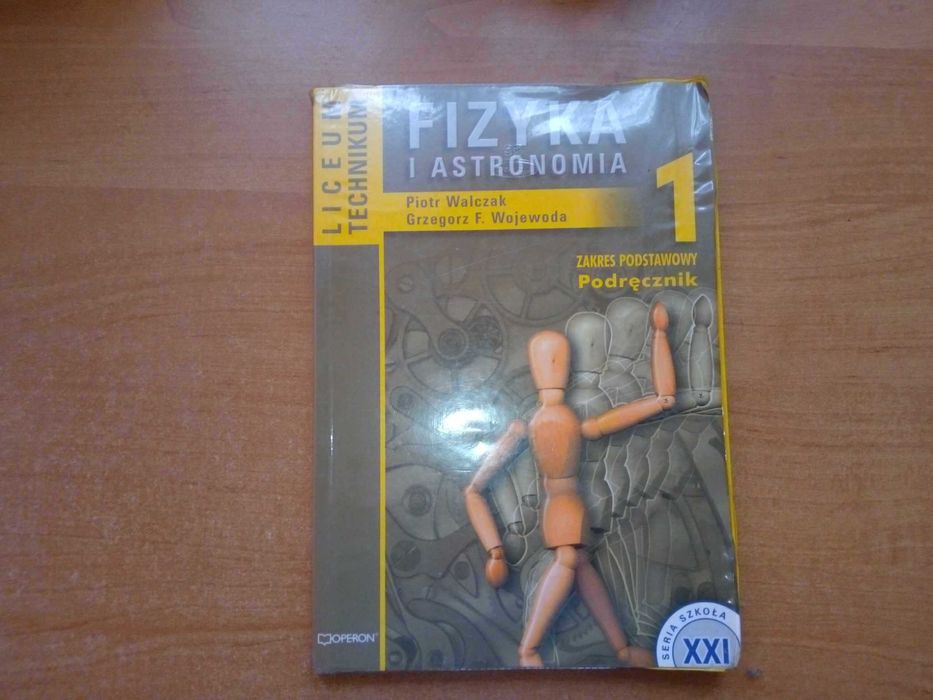 LICEUM
TECHNIKUM
FIZYKA
I ASTRONOMIA
1
Piotr Walczak
Grzegorz F. Wojewoda
ZAKRES PODSTAWOWY
Podręcznik
OPERON
SERIA SZKOŁA
XXI